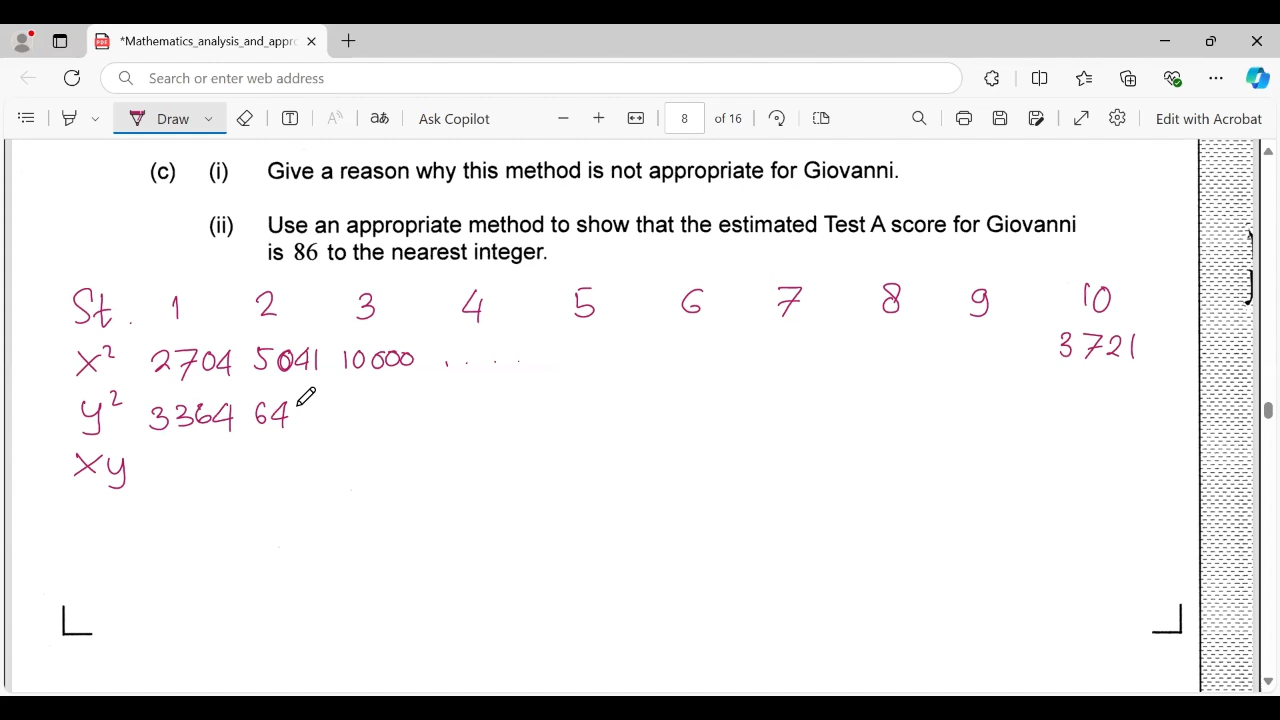 *Mathematics_analysis_and_appro
Search or enter web address
Draw
aあ
Ask Copilot
8
of 16
Edit with Acrobat
(c) (i) Give a reason why this method is not appropriate for Giovanni.
(ii) Use an appropriate method to show that the estimated Test A score for Giovanni
is 86 to the nearest integer.
St. 1 2 3 4 5 6 7 8 9 10
x² 2704 5041 10000 . . . . 3721
y² 3364 64
xy